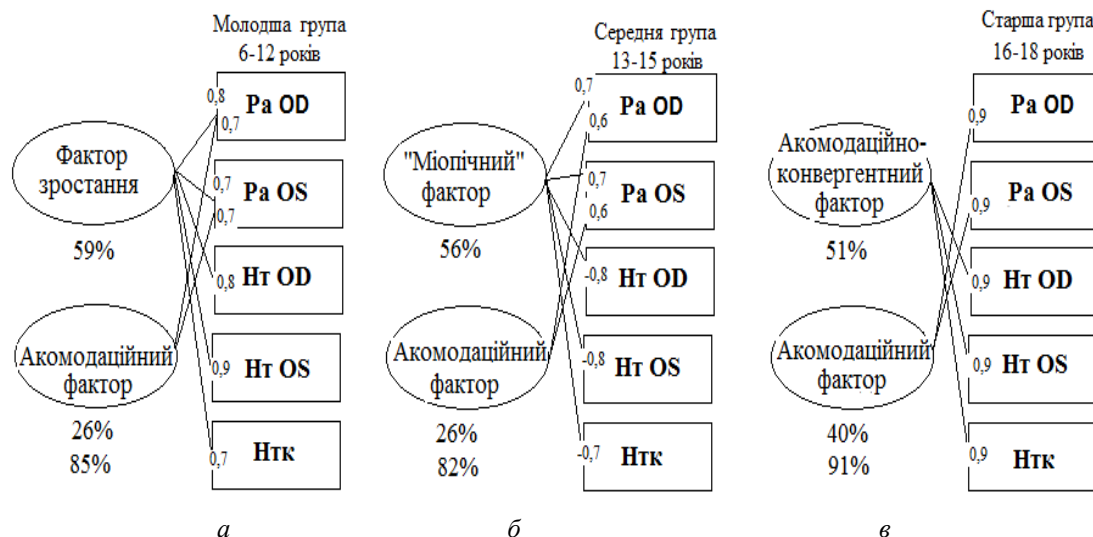 Молодша група
6-12 років
0,8
Ра OD
0,7
Фактор
зростання
0,7
Ра OS
0,7
59%
0,8
Нт OD
Акомодаційний
фактор
0,9
Нт OS
26%
85%
0,7
Нтк
а
Середня група
13-15 років
0,7
Ра OD
0,6
"Міопічний"
фактор
0,7
Ра OS
0,6
56%
-0,8
Нт OD
Акомодаційний
фактор
-0,8
Нт OS
26%
82%
-0,7
Нтк
б
Старша група
16-18 років
0,9
Ра OD
Акомодаційно-
конвергентний
фактор
0,9
Ра OS
51%
0,9
Нт OD
Акомодаційний
фактор
0,9
Нт OS
40%
91%
0,9
Нтк
в